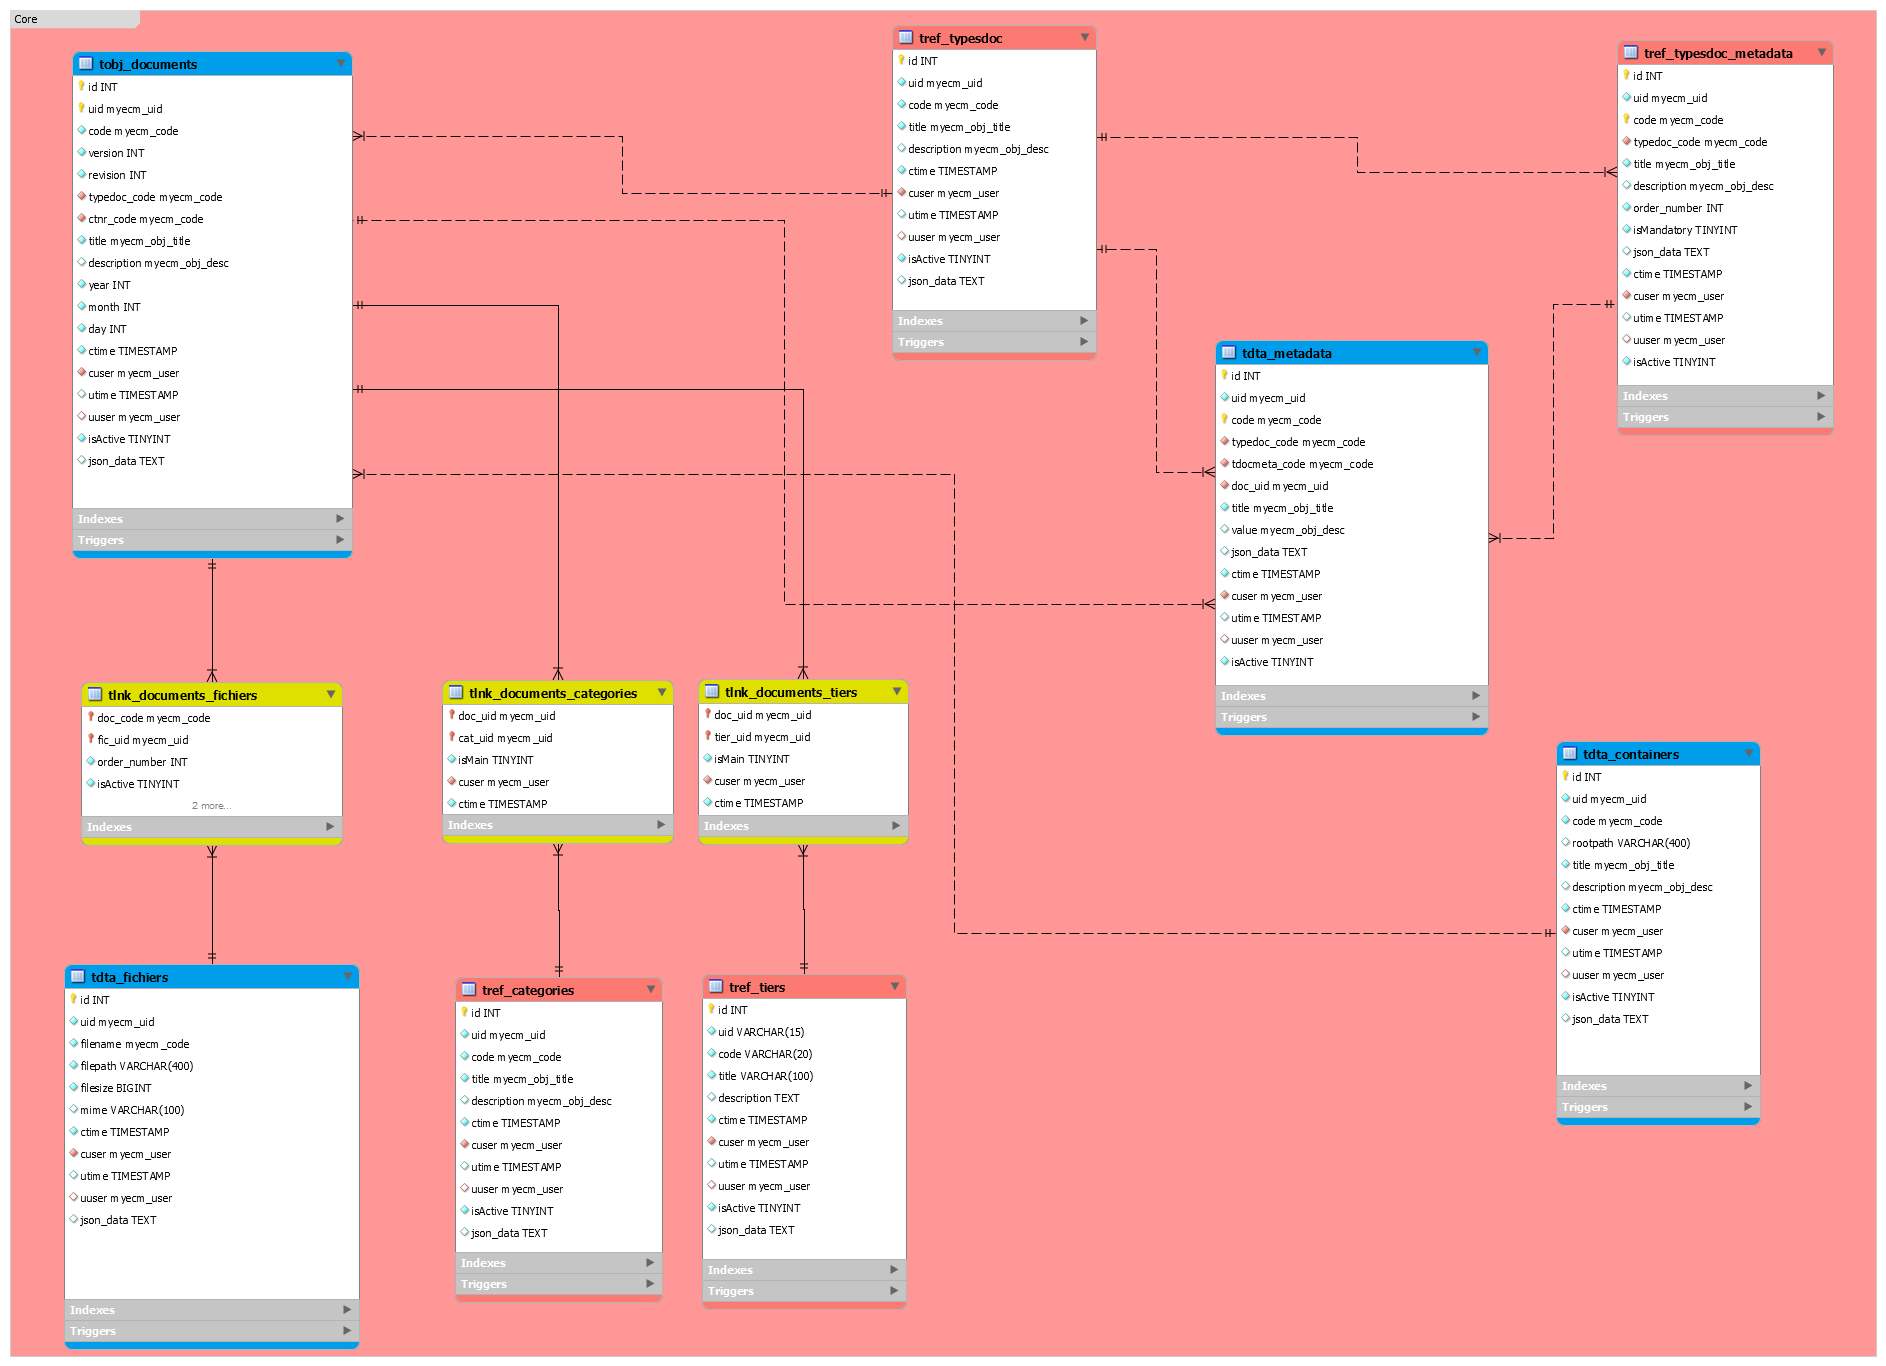 Core
tobj_documents
id INT
uid myecm_uid
code myecm_code
version INT
revision INT
typedoc_code myecm_code
ctnr_code myecm_code
title myecm_obj_title
description myecm_obj_desc
year INT
month INT
day INT
ctime TIMESTAMP
cuser myecm_user
utime TIMESTAMP
uuser myecm_user
isActive TINYINT
json_data TEXT
Indexes
Triggers
tref_typesdoc
id INT
uid myecm_uid
code myecm_code
title myecm_obj_title
description myecm_obj_desc
ctime TIMESTAMP
cuser myecm_user
utime TIMESTAMP
uuser myecm_user
isActive TINYINT
json_data TEXT
Indexes
Triggers
tref_typesdoc_metadata
id INT
uid myecm_uid
code myecm_code
typedoc_code myecm_code
title myecm_obj_title
description myecm_obj_desc
order_number INT
isMandatory TINYINT
json_data TEXT
ctime TIMESTAMP
cuser myecm_user
utime TIMESTAMP
uuser myecm_user
isActive TINYINT
Indexes
Triggers
tdta_metadata
id INT
uid myecm_uid
code myecm_code
typedoc_code myecm_code
tdocmeta_code myecm_code
doc_uid myecm_uid
title myecm_obj_title
value myecm_obj_desc
json_data TEXT
ctime TIMESTAMP
cuser myecm_user
utime TIMESTAMP
uuser myecm_user
isActive TINYINT
Indexes
Triggers
tlnk_documents_fichiers
doc_code myecm_code
fic_uid myecm_uid
order_number INT
isActive TINYINT
2 more...
Indexes
tlnk_documents_categories
doc_uid myecm_uid
cat_uid myecm_uid
isMain TINYINT
cuser myecm_user
ctime TIMESTAMP
Indexes
tlnk_documents_tiers
doc_uid myecm_uid
tier_uid myecm_uid
isMain TINYINT
cuser myecm_user
ctime TIMESTAMP
Indexes
tdta_containers
id INT
uid myecm_uid
code myecm_code
rootpath VARCHAR(400)
title myecm_obj_title
description myecm_obj_desc
ctime TIMESTAMP
cuser myecm_user
utime TIMESTAMP
uuser myecm_user
isActive TINYINT
json_data TEXT
Indexes
Triggers
tdta_fichiers
id INT
uid myecm_uid
filename myecm_code
filepath VARCHAR(400)
filesize BIGINT
mime VARCHAR(100)
ctime TIMESTAMP
cuser myecm_user
utime TIMESTAMP
uuser myecm_user
json_data TEXT
Indexes
Triggers
tref_categories
id INT
uid myecm_uid
code myecm_code
title myecm_obj_title
description myecm_obj_desc
ctime TIMESTAMP
cuser myecm_user
utime TIMESTAMP
uuser myecm_user
isActive TINYINT
json_data TEXT
Indexes
Triggers
tref_tiers
id INT
uid VARCHAR(15)
code VARCHAR(20)
title VARCHAR(100)
description TEXT
ctime TIMESTAMP
cuser myecm_user
utime TIMESTAMP
uuser myecm_user
isActive TINYINT
json_data TEXT
Indexes
Triggers